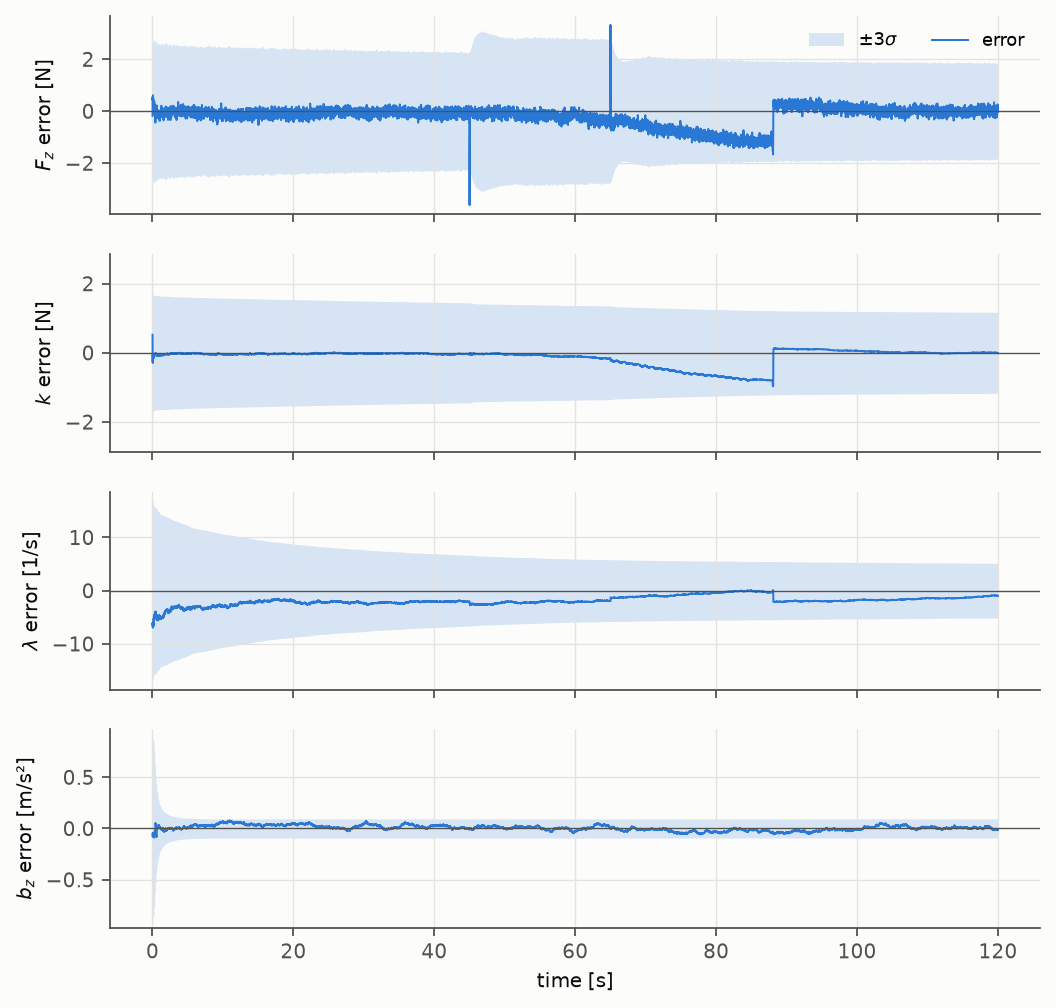 ±3σ
error
F_z error [N]
2
0
−2
k error [N]
2
0
−2
λ error [1/s]
10
0
−10
b_z error [m/s²]
0.5
0.0
−0.5
0 20 40 60 80 100 120
time [s]